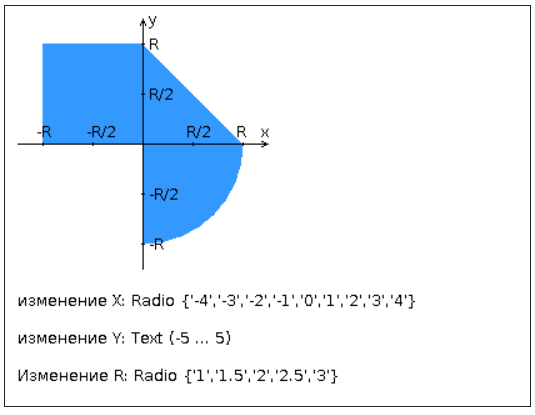 y
R
R/2
-R -R/2 R/2 R x
-R/2
-R
изменение X: Radio {'-4','-3','-2','-1','0','1','2','3','4'}
изменение Y: Text (-5 ... 5)
Изменение R: Radio {'1','1.5','2','2.5','3'}